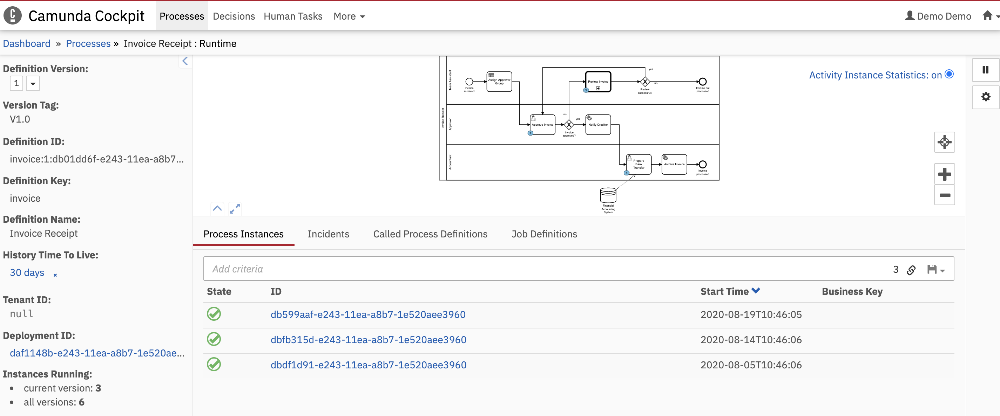 Camunda Cockpit Processes Decisions Human Tasks More Demo Demo
Dashboard » Processes » Invoice Receipt : Runtime
Definition Version:
1
Version Tag:
V1.0
Definition ID:
invoice:1:db01dd6f-e243-11ea-a8b7...
Definition Key:
invoice
Definition Name:
Invoice Receipt
History Time To Live:
30 days ×
Tenant ID:
null
Deployment ID:
daf1148b-e243-11ea-a8b7-1e520ae...
Instances Running:
• current version: 3
• all versions: 6
Activity Instance Statistics: on
Invoice Receipt
Team Assistant
Invoice
received
Assign Approver
Group
Review Invoice
1
yes
no
Review
successful?
Invoice not
processed
Approver
Approve Invoice
1
no
yes
Invoice
approved?
Notify Creditor
Accountant
Prepare
Bank
Transfer
1
Archive Invoice
Invoice
processed
Financial
Accounting
System
Process Instances Incidents Called Process Definitions Job Definitions
Add criteria 3
State ID Start Time Business Key
db599aaf-e243-11ea-a8b7-1e520aee3960 2020-08-19T10:46:05
dbfb315d-e243-11ea-a8b7-1e520aee3960 2020-08-14T10:46:06
dbdf1d91-e243-11ea-a8b7-1e520aee3960 2020-08-05T10:46:06